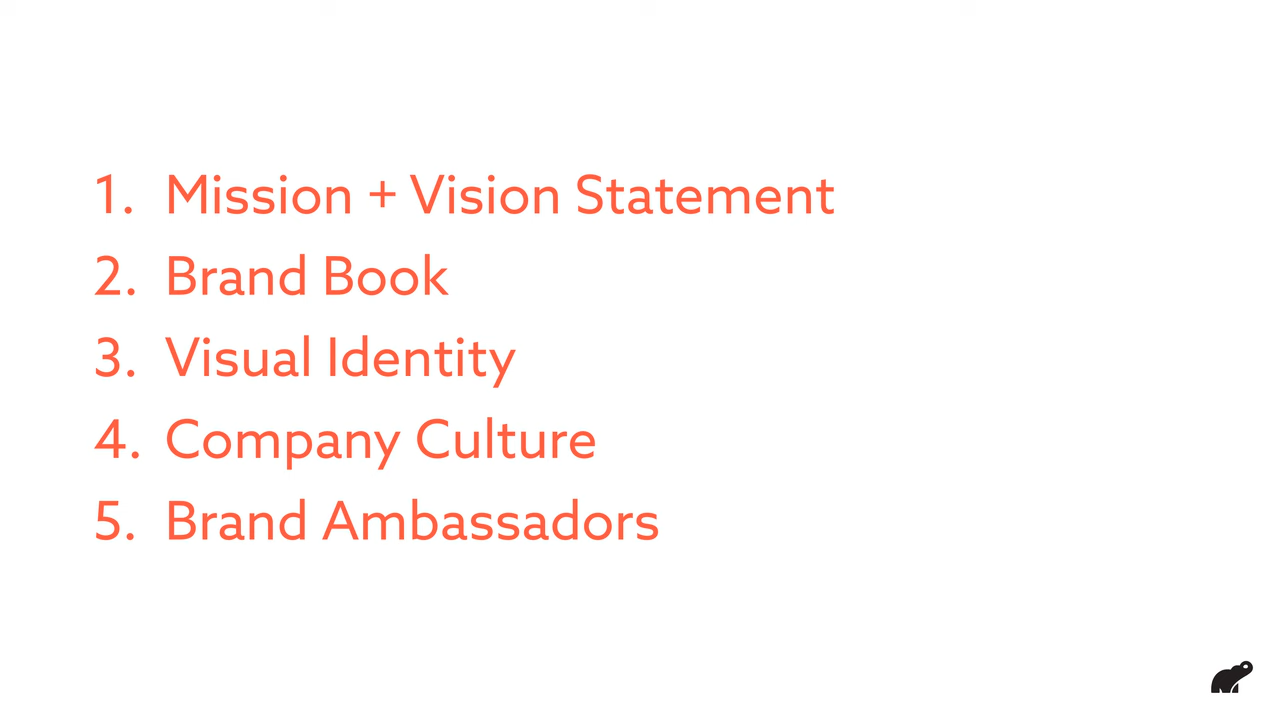 1. Mission + Vision Statement
2. Brand Book
3. Visual Identity
4. Company Culture
5. Brand Ambassadors